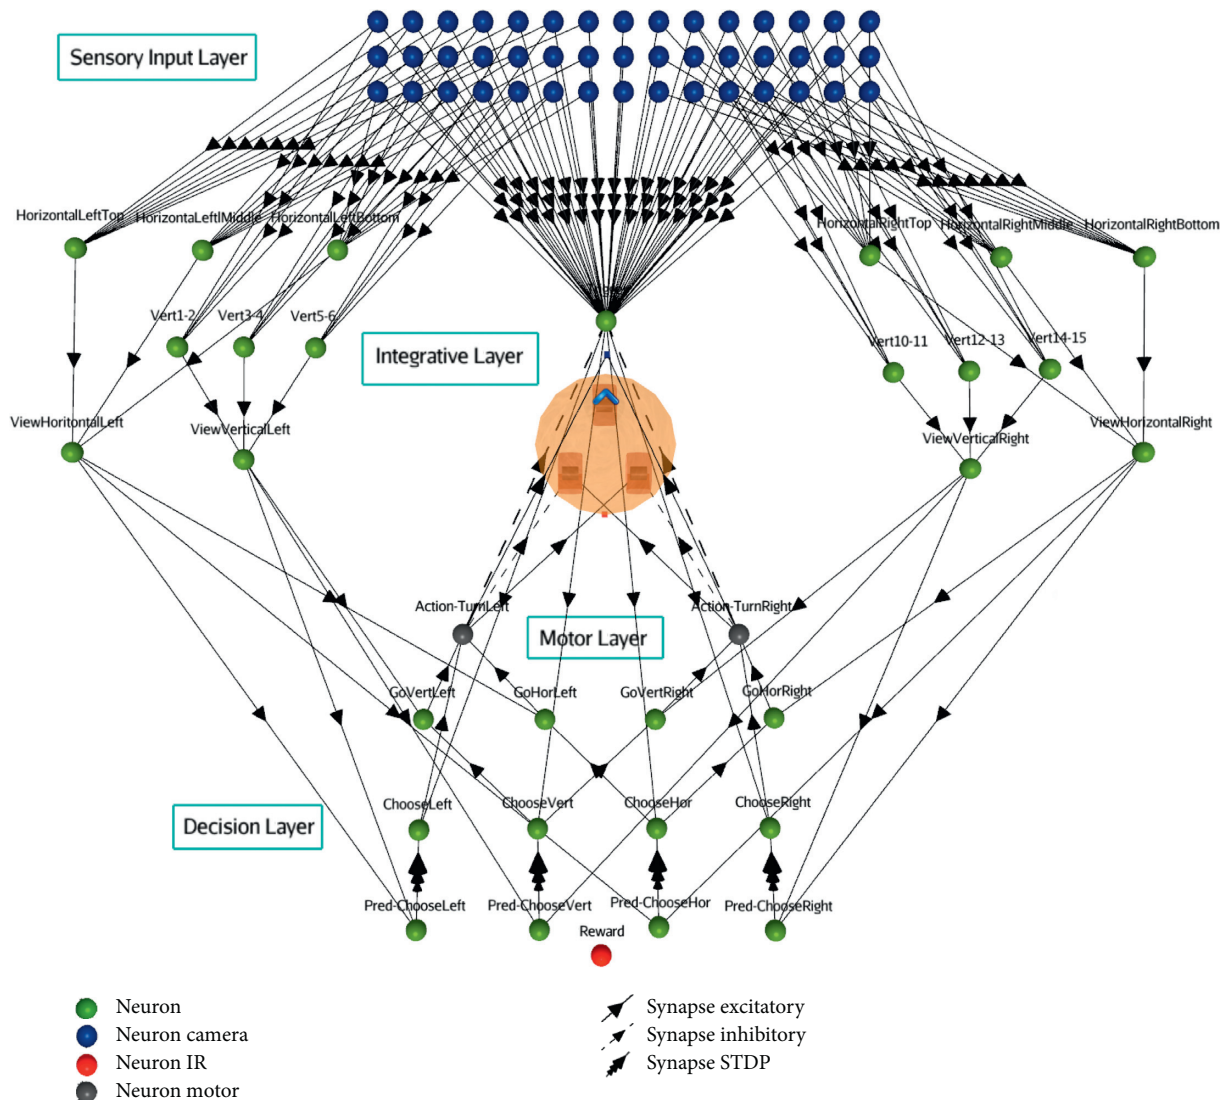 Sensory Input Layer
HorizontalLeftTop
HorizontaLeftlMiddle
HorizontalLeftBottom
HorizontalRightTop
HorizontalRightMiddle
HorizontalRightBottom
Vert1-2
Vert3-4
Vert5-6
Integrative Layer
Vert10-11
Vert12-13
Vert14-15
ViewHoritontalLeft
ViewVerticalLeft
ViewVerticalRight
ViewHorizontalRight
Action-TurnLeft
Action-TurnRight
Motor Layer
GoVertLeft
GoHorLeft
GoVertRight
GoHorRight
Decision Layer
ChooseLeft
ChooseVert
ChooseHor
ChooseRight
Pred-ChooseLeft
Pred-ChooseVert
Pred-ChooseHor
Pred-ChooseRight
Reward
Neuron
Neuron camera
Neuron IR
Neuron motor
Synapse excitatory
Synapse inhibitory
Synapse STDP